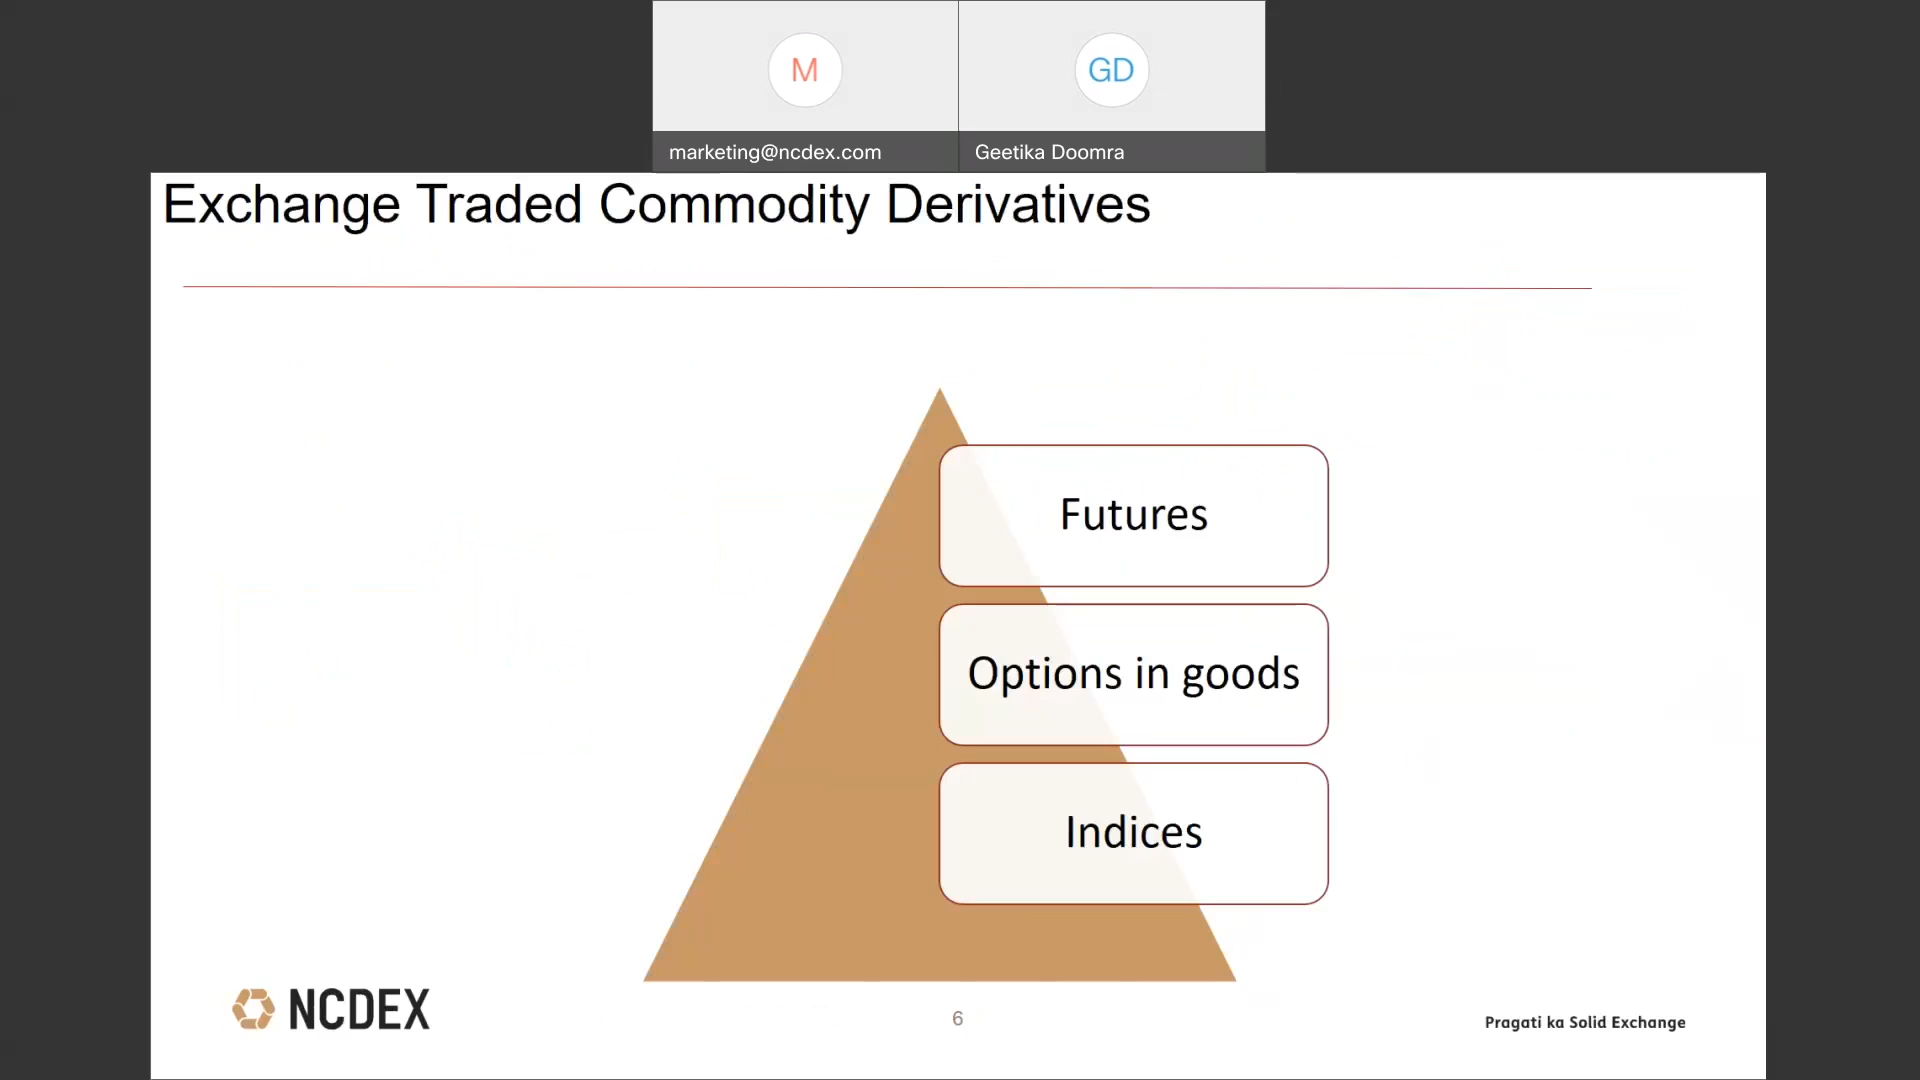 M
GD
marketing@ncdex.com
Geetika Doomra
Exchange Traded Commodity Derivatives
Futures
Options in goods
Indices
NCDEX
6
Pragati ka Solid Exchange